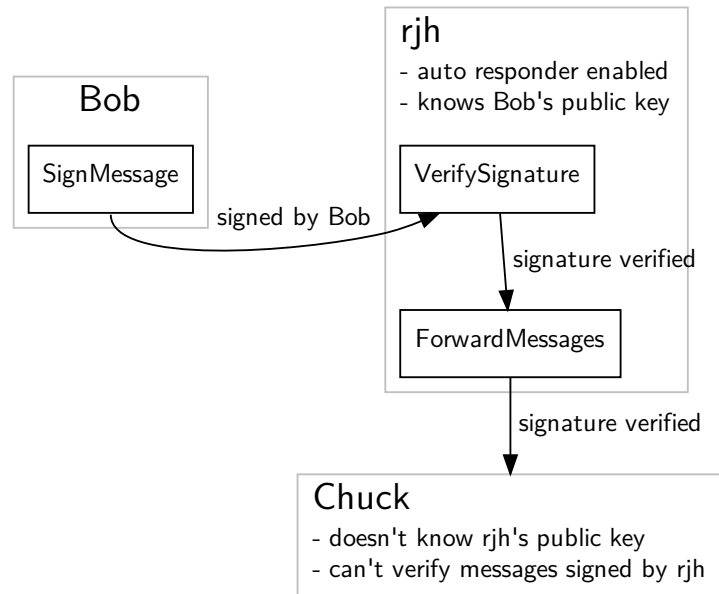 Bob
SignMessage
signed by Bob
rjh
- auto responder enabled
- knows Bob's public key
VerifySignature
signature verified
ForwardMessages
signature verified
Chuck
- doesn't know rjh's public key
- can't verify messages signed by rjh